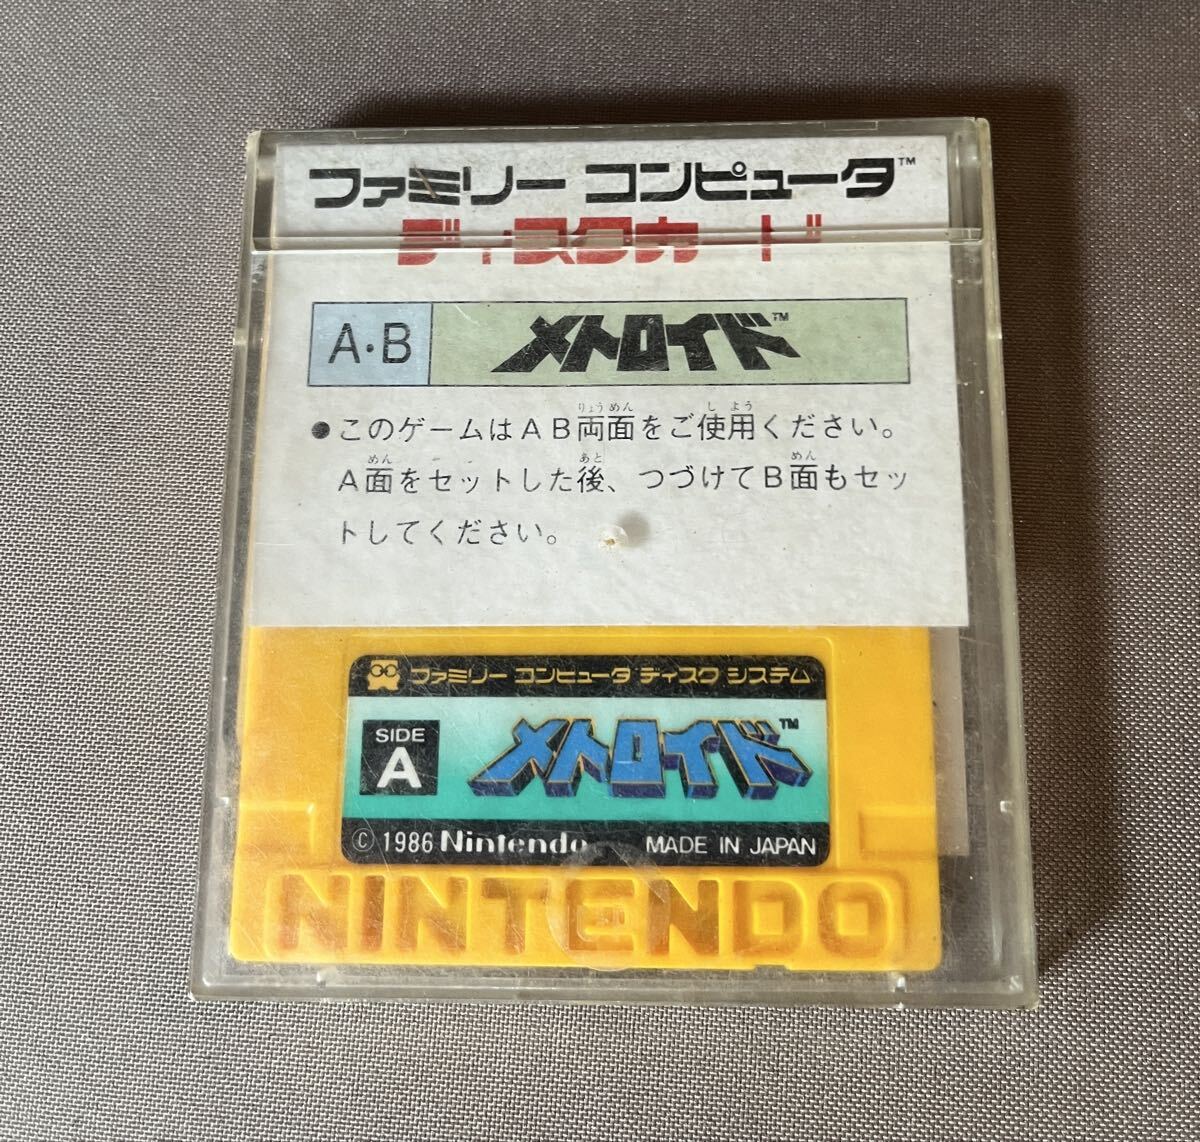 ファミリー コンピュータ™
ディスクカード
A・B メトロイド™
●このゲームはAB両面をご使用ください。
A面をセットした後、つづけてB面もセッ
トしてください。
ファミリー コンピュータ ディスク システム
SIDE
A
メトロイド™
© 1986 Nintendo MADE IN JAPAN
NINTENDO